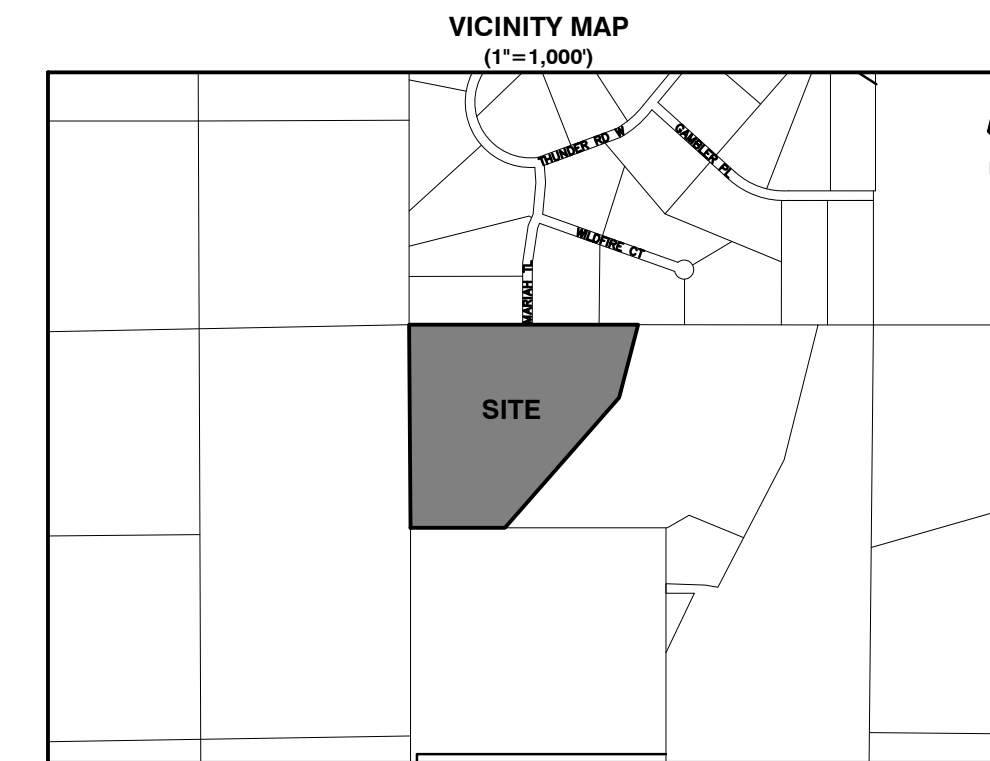 VICINITY MAP
(1"=1,000')
THUNDER RD W
GAMBLER PL
WILDFIRE CT
MARIAH TL
SITE